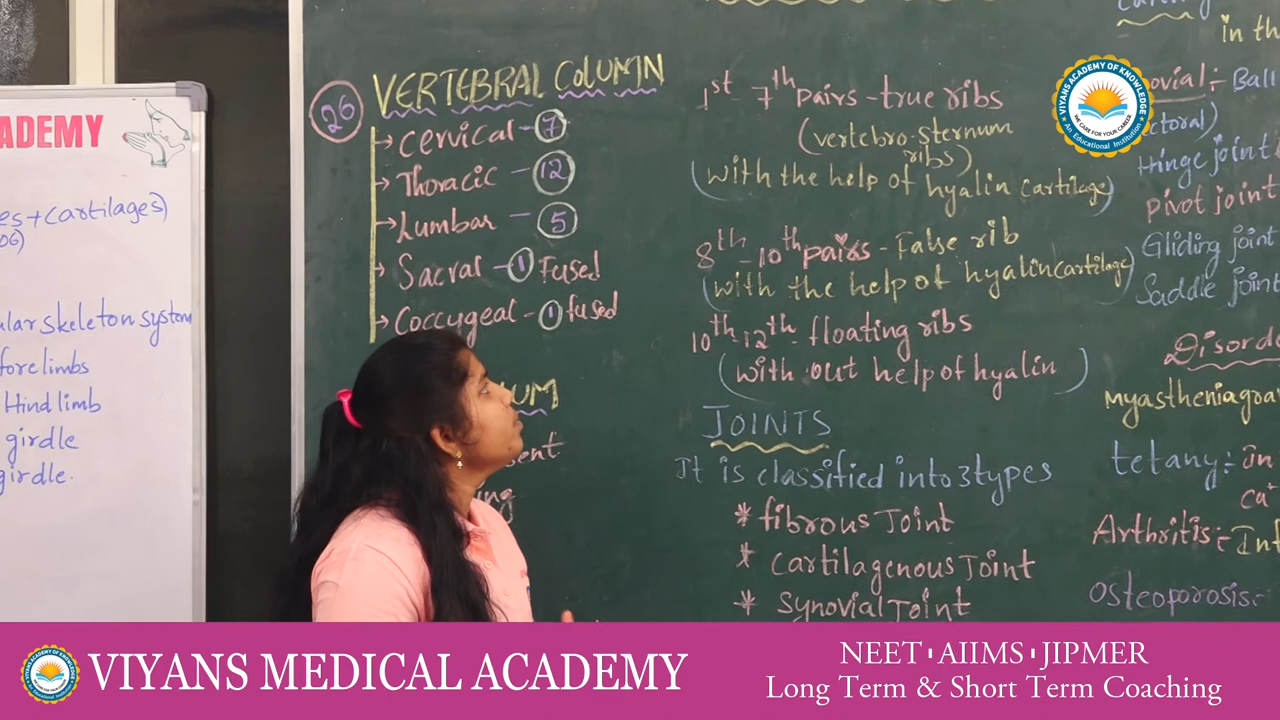 ADEMY
es + cartilages)
06)
ular skeleton system
forelimbs
Hind limb
girdle
girdle.
26
VERTEBRAL COLUMN
→ Cervical - 7
→ Thoracic - 12
→ Lumbar - 5
→ Sacral - 1 Fused
→ Coccygeal - 1 fused
UM
sent
ing
1st - 7th pairs - true ribs
(vertebro-sternum
ribs)
(with the help of hyalin cartilage)
8th - 10th pairs - False rib
(with the help of hyalin cartilage)
10th - 12th - floating ribs
(with out help of hyalin)
JOINTS
It is classified into 3 types
* fibrous Joint
* Cartilagenous Joint
* Synovial Joint
in th
ovial :- Ball
ectoral)
Hinge joint
Pivot joint
Gliding joint
Saddle joint
Disorde
myastheniagrav
tetany :- In
Ca+
Arthritis :- Inf
Osteoporosis :-
VIYANS ACADEMY OF KNOWLEDGE
WE CARE FOR YOUR CAREER
An Educational Institution
VIYANS MEDICAL ACADEMY
NEET ' AIIMS ' JIPMER
Long Term & Short Term Coaching